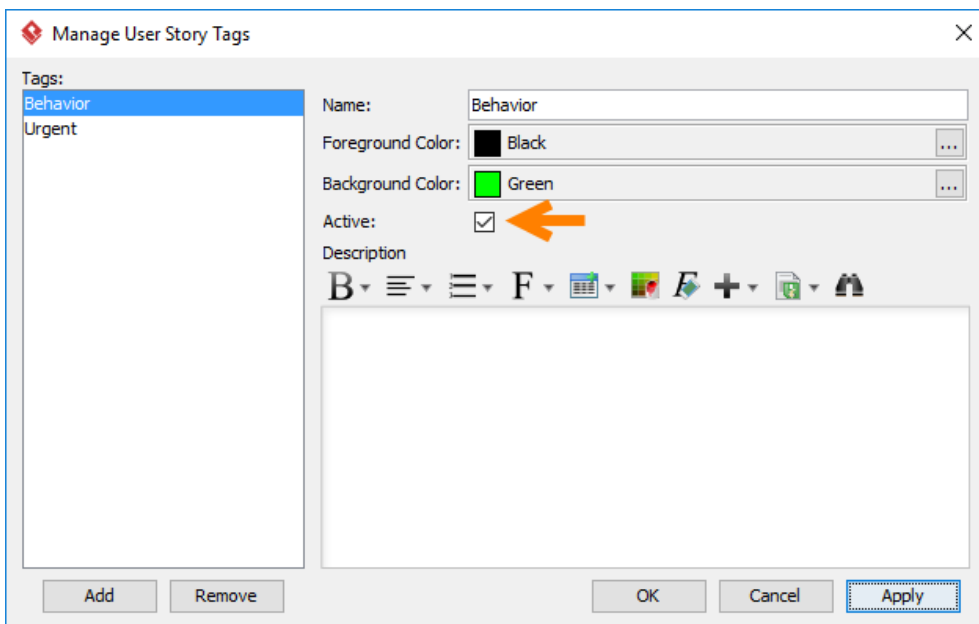 Manage User Story Tags
Tags:
Behavior
Urgent
Name: Behavior
Foreground Color: Black ...
Background Color: Green ...
Active:
Description
B F F
Add Remove OK Cancel Apply